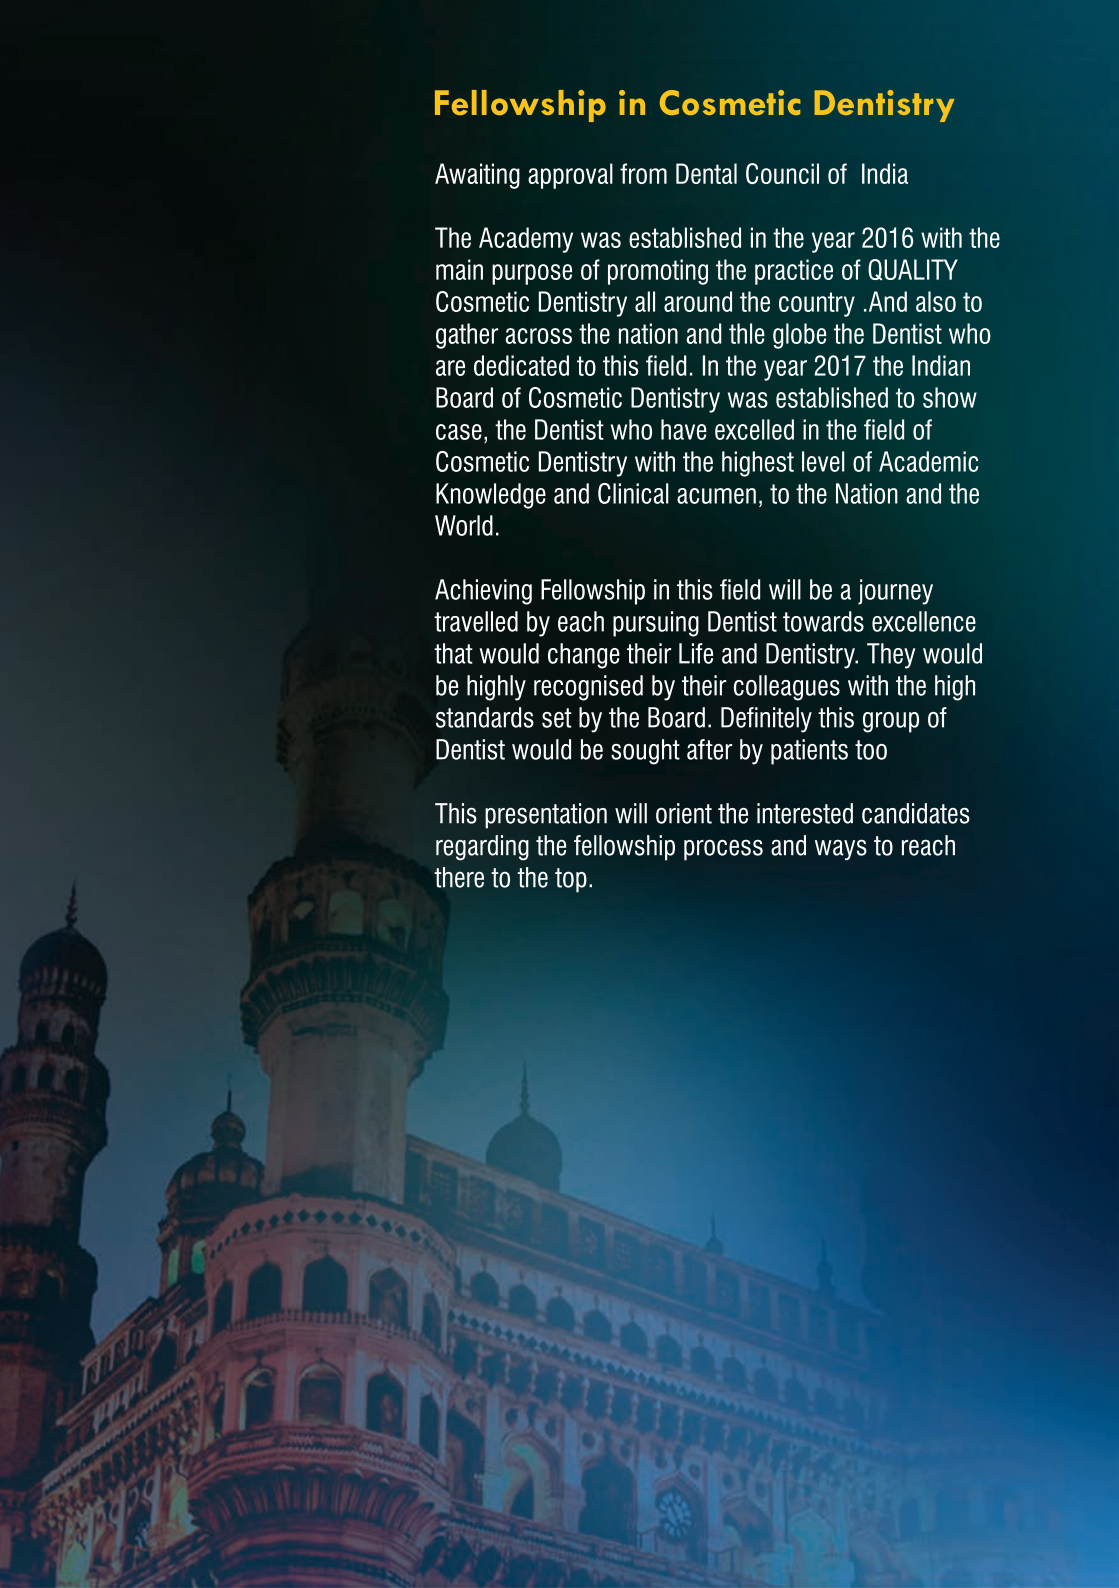 Fellowship in Cosmetic Dentistry
Awaiting approval from Dental Council of  India
The Academy was established in the year 2016 with the
main purpose of promoting the practice of QUALITY
Cosmetic Dentistry all around the country .And also to
gather across the nation and thle globe the Dentist who
are dedicated to this field. In the year 2017 the Indian
Board of Cosmetic Dentistry was established to show
case, the Dentist who have excelled in the field of
Cosmetic Dentistry with the highest level of Academic
Knowledge and Clinical acumen, to the Nation and the
World.
Achieving Fellowship in this field will be a journey
travelled by each pursuing Dentist towards excellence
that would change their Life and Dentistry. They would
be highly recognised by their colleagues with the high
standards set by the Board. Definitely this group of
Dentist would be sought after by patients too
This presentation will orient the interested candidates
regarding the fellowship process and ways to reach
there to the top.